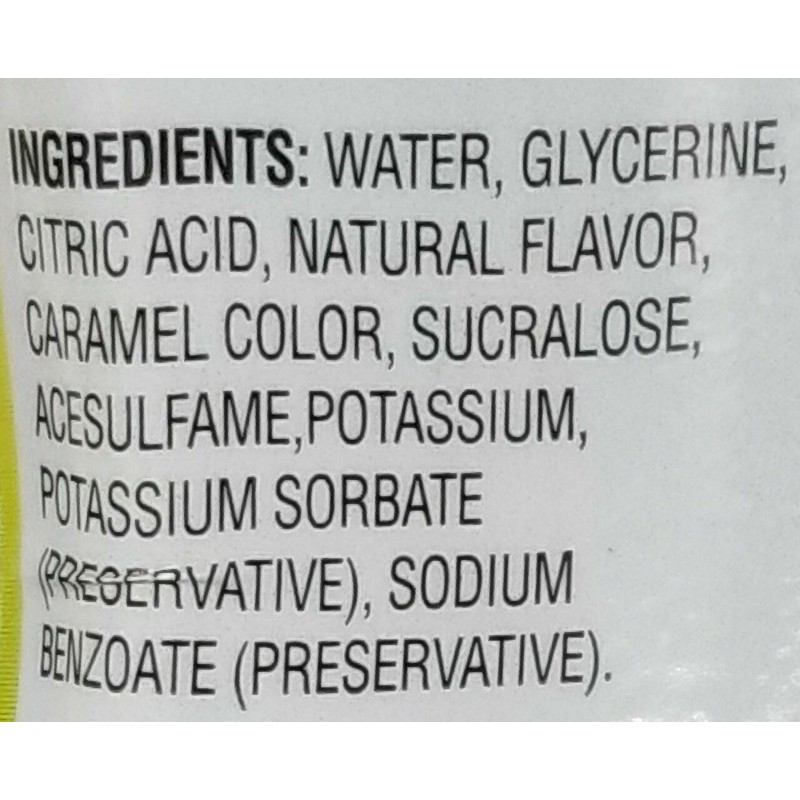 INGREDIENTS: WATER, GLYCERINE,
CITRIC ACID, NATURAL FLAVOR,
CARAMEL COLOR, SUCRALOSE,
ACESULFAME,POTASSIUM,
POTASSIUM SORBATE
(PRESERVATIVE), SODIUM
BENZOATE (PRESERVATIVE).